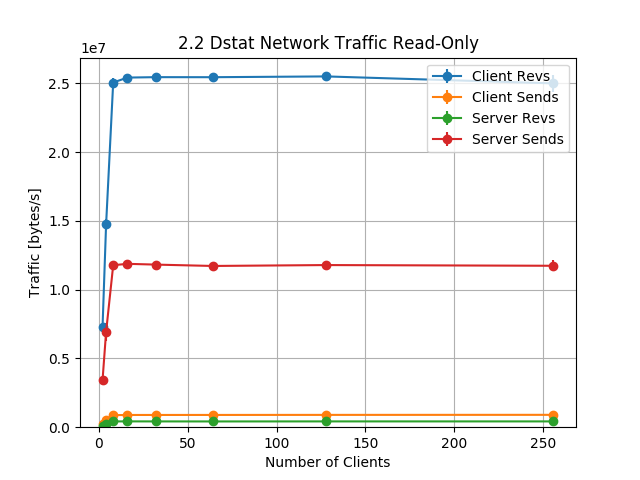 2.2 Dstat Network Traffic Read-Only
1e7
Client Revs
Client Sends
Server Revs
Server Sends
2.5
2.0
1.5
1.0
0.5
0.0
Traffic [bytes/s]
0 50 100 150 200 250
Number of Clients